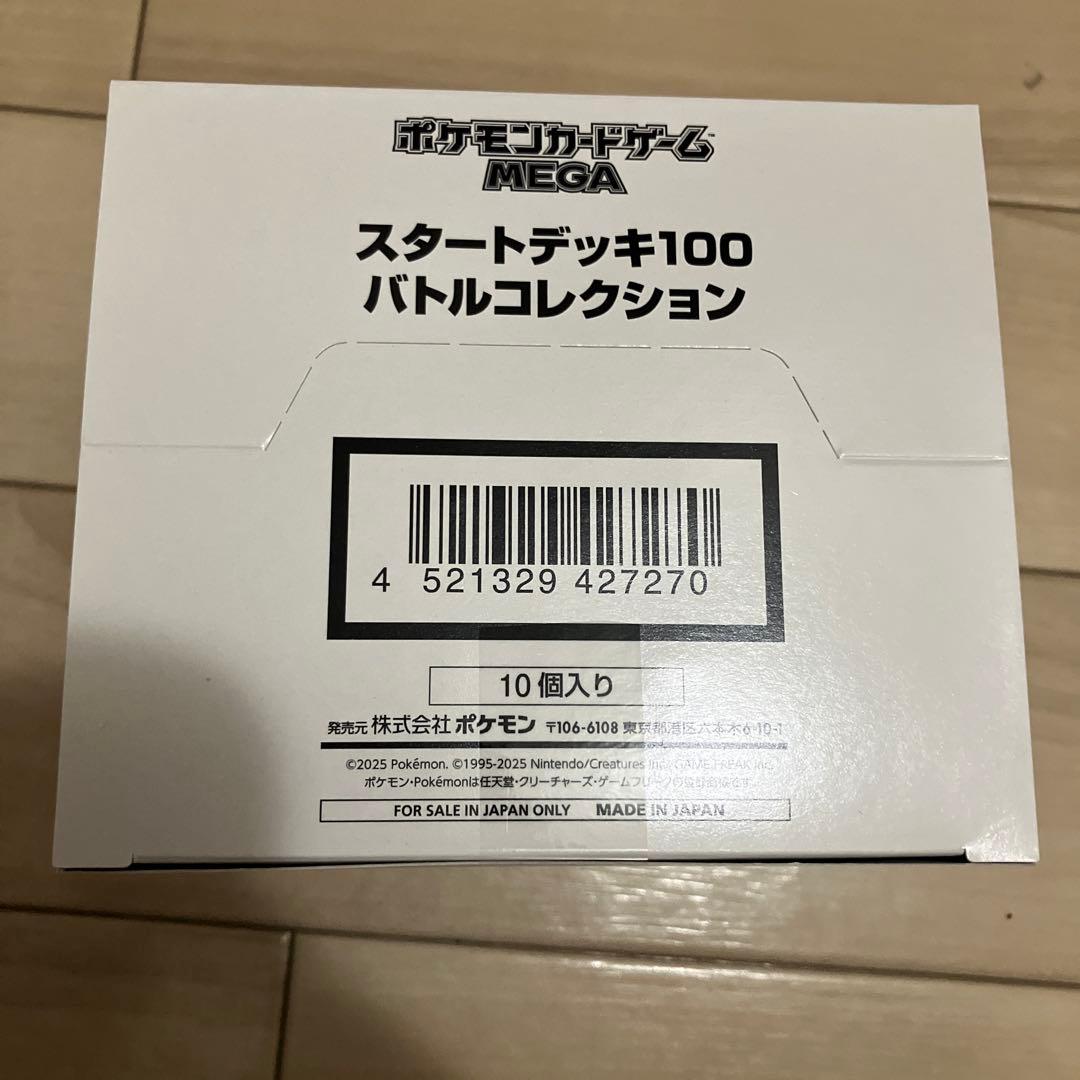 ポケモンカードゲーム™
MEGA
スタートデッキ100
バトルコレクション
4 521329 427270
10個入り
発売元 株式会社 ポケモン 〒106-6108 東京都港区六本木6-10-1
©2025 Pokémon. ©1995-2025 Nintendo/Creatures Inc./GAME FREAK inc.
ポケモン・Pokémonは任天堂・クリーチャーズ・ゲームフリークの登録商標です。
FOR SALE IN JAPAN ONLY MADE IN JAPAN